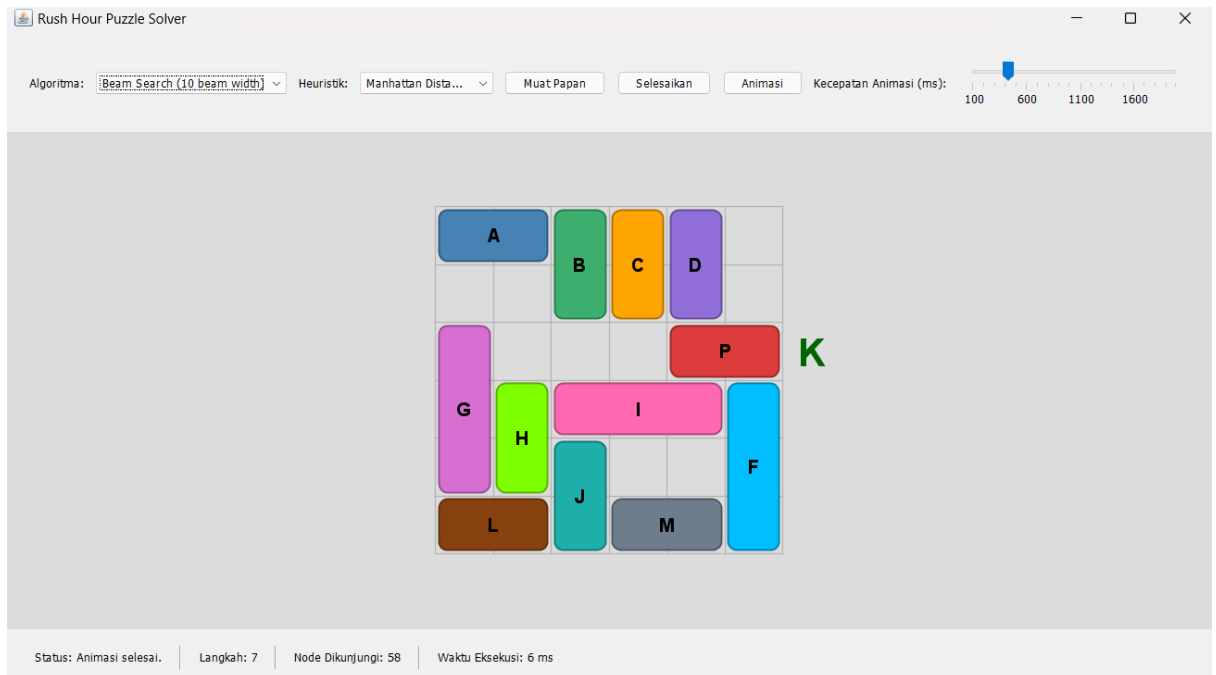 Rush Hour Puzzle Solver
Algoritma: Beam Search (10 beam width) Heuristik: Manhattan Dista... Muat Papan Selesaikan Animasi Kecepatan Animasi (ms):
100 600 1100 1600
A
B C D
P K
G I
H
F
J
L M
Status: Animasi selesai. Langkah: 7 Node Dikunjungi: 58 Waktu Eksekusi: 6 ms